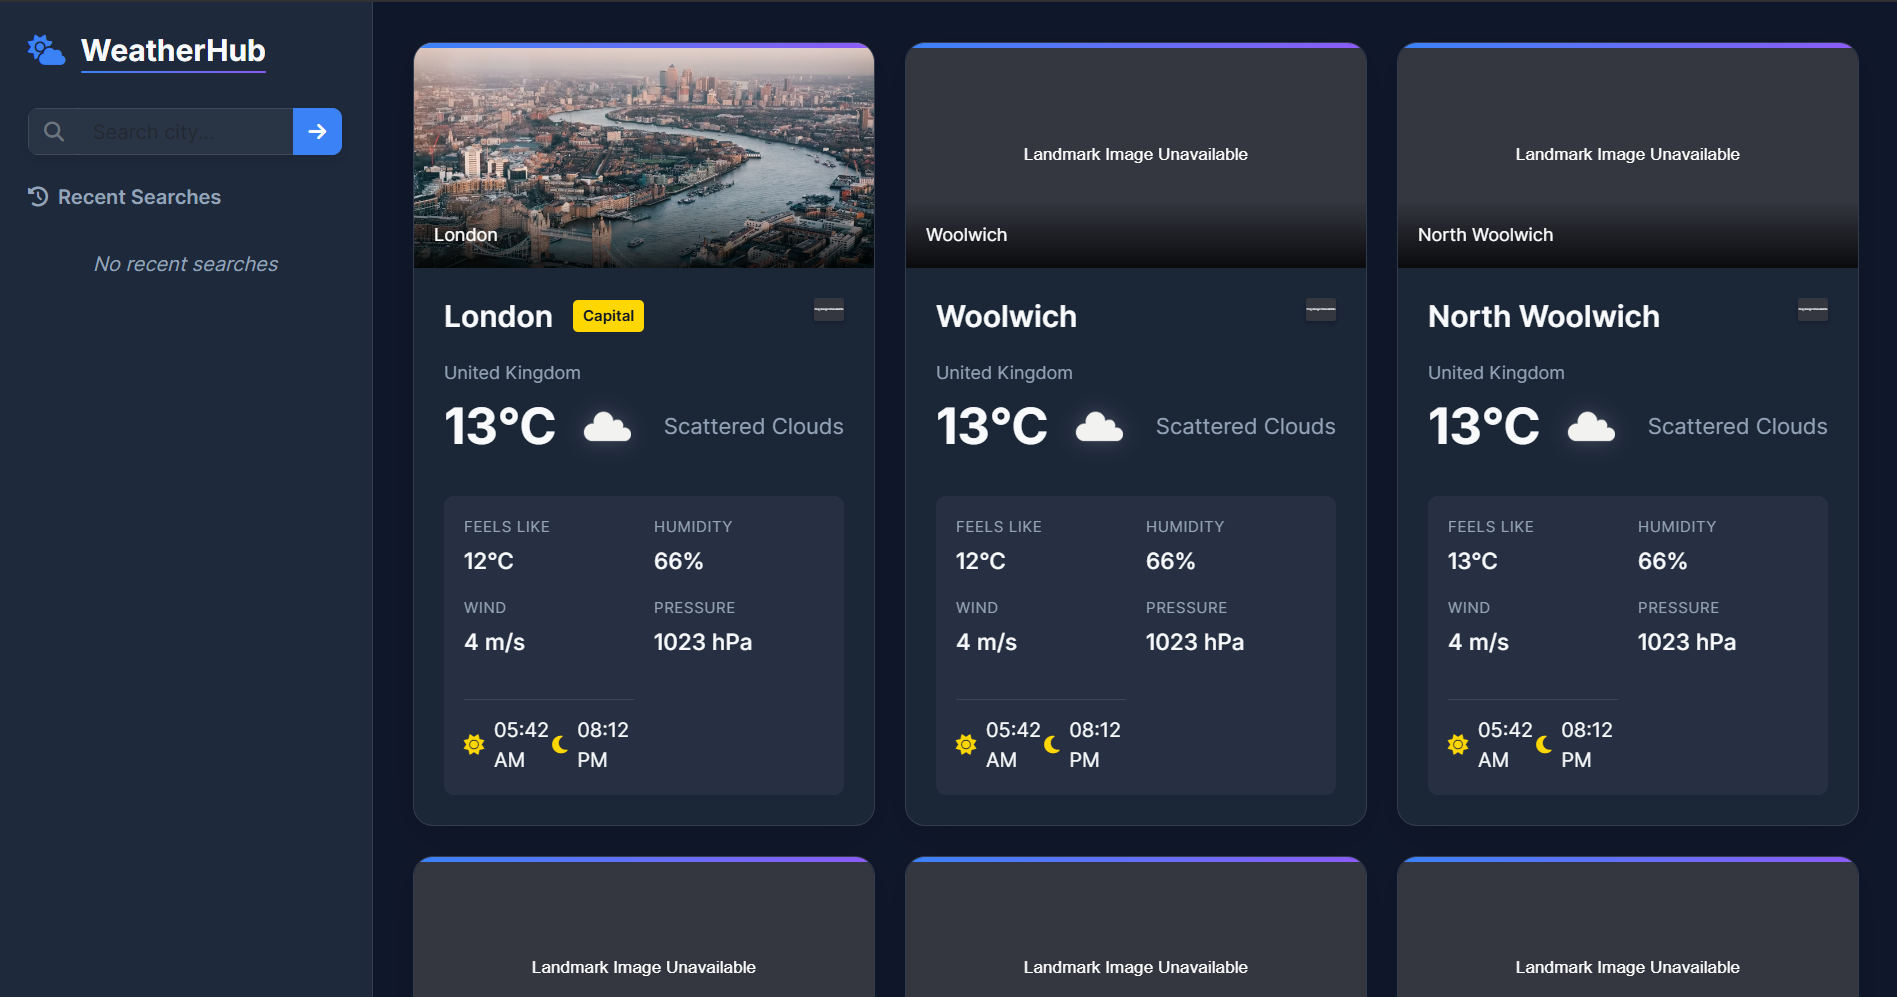 WeatherHub
Search city...
Recent Searches
No recent searches
London
London Capital
United Kingdom
13°C Scattered Clouds
FEELS LIKE HUMIDITY
12°C 66%
WIND PRESSURE
4 m/s 1023 hPa
05:42 AM 08:12 PM
Landmark Image Unavailable
Woolwich
Woolwich
United Kingdom
13°C Scattered Clouds
FEELS LIKE HUMIDITY
12°C 66%
WIND PRESSURE
4 m/s 1023 hPa
05:42 AM 08:12 PM
Landmark Image Unavailable
North Woolwich
North Woolwich
United Kingdom
13°C Scattered Clouds
FEELS LIKE HUMIDITY
13°C 66%
WIND PRESSURE
4 m/s 1023 hPa
05:42 AM 08:12 PM
Landmark Image Unavailable
Landmark Image Unavailable
Landmark Image Unavailable